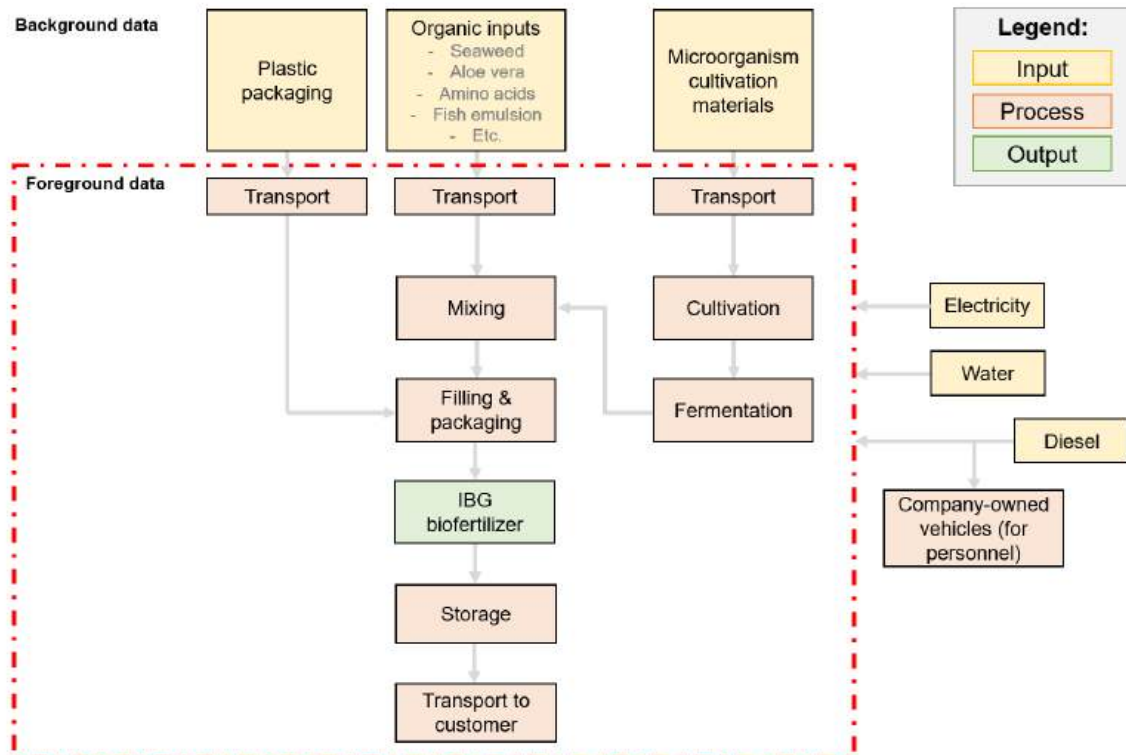 Background data
Plastic
packaging
Organic inputs
- Seaweed
- Aloe vera
- Amino acids
- Fish emulsion
- Etc.
Microorganism
cultivation
materials
Legend:
Input
Process
Output
Foreground data
Transport
Transport
Transport
Mixing
Cultivation
Electricity
Water
Filling &
packaging
Fermentation
Diesel
IBG
biofertilizer
Company-owned
vehicles (for
personnel)
Storage
Transport to
customer